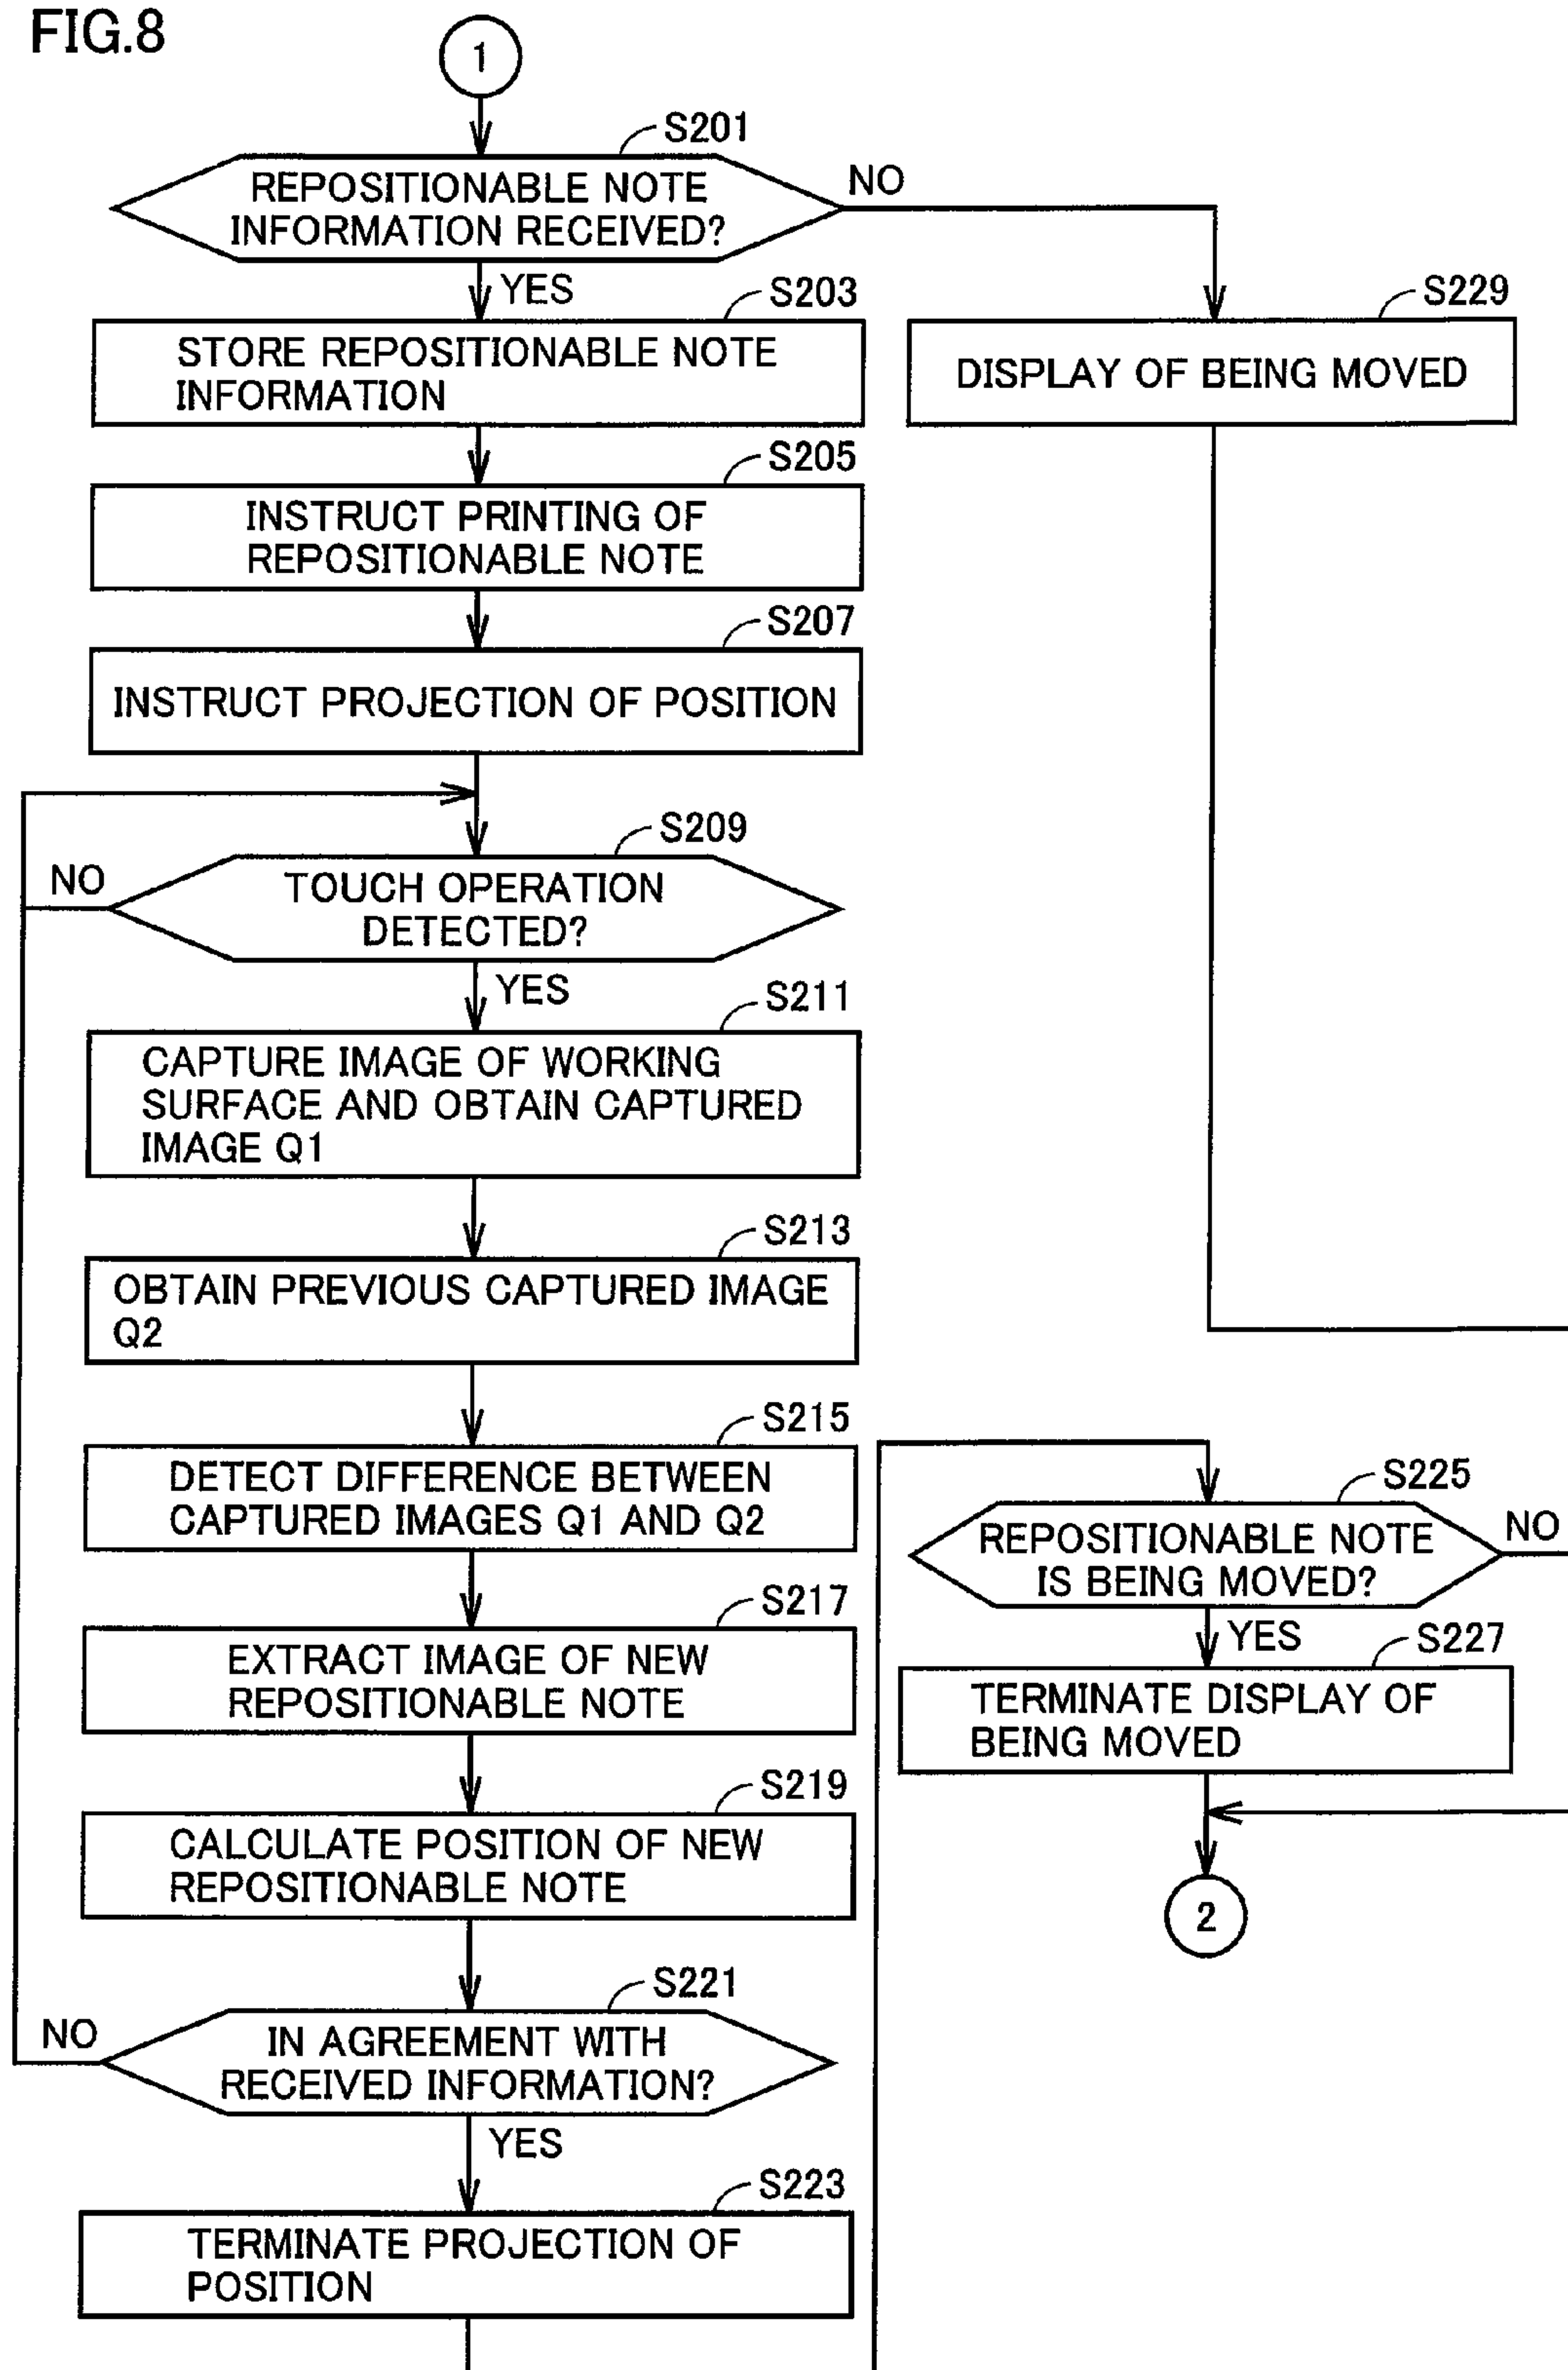 FIG.8
1
S201
REPOSITIONABLE NOTE
INFORMATION RECEIVED?
NO
YES
S203
STORE REPOSITIONABLE NOTE
INFORMATION
S229
DISPLAY OF BEING MOVED
S205
INSTRUCT PRINTING OF
REPOSITIONABLE NOTE
S207
INSTRUCT PROJECTION OF POSITION
S209
NO
TOUCH OPERATION
DETECTED?
YES
S211
CAPTURE IMAGE OF WORKING
SURFACE AND OBTAIN CAPTURED
IMAGE Q1
S213
OBTAIN PREVIOUS CAPTURED IMAGE
Q2
S215
DETECT DIFFERENCE BETWEEN
CAPTURED IMAGES Q1 AND Q2
S217
EXTRACT IMAGE OF NEW
REPOSITIONABLE NOTE
S219
CALCULATE POSITION OF NEW
REPOSITIONABLE NOTE
S221
NO
IN AGREEMENT WITH
RECEIVED INFORMATION?
YES
S223
TERMINATE PROJECTION OF
POSITION
S225
REPOSITIONABLE NOTE
IS BEING MOVED?
NO
YES
S227
TERMINATE DISPLAY OF
BEING MOVED
2